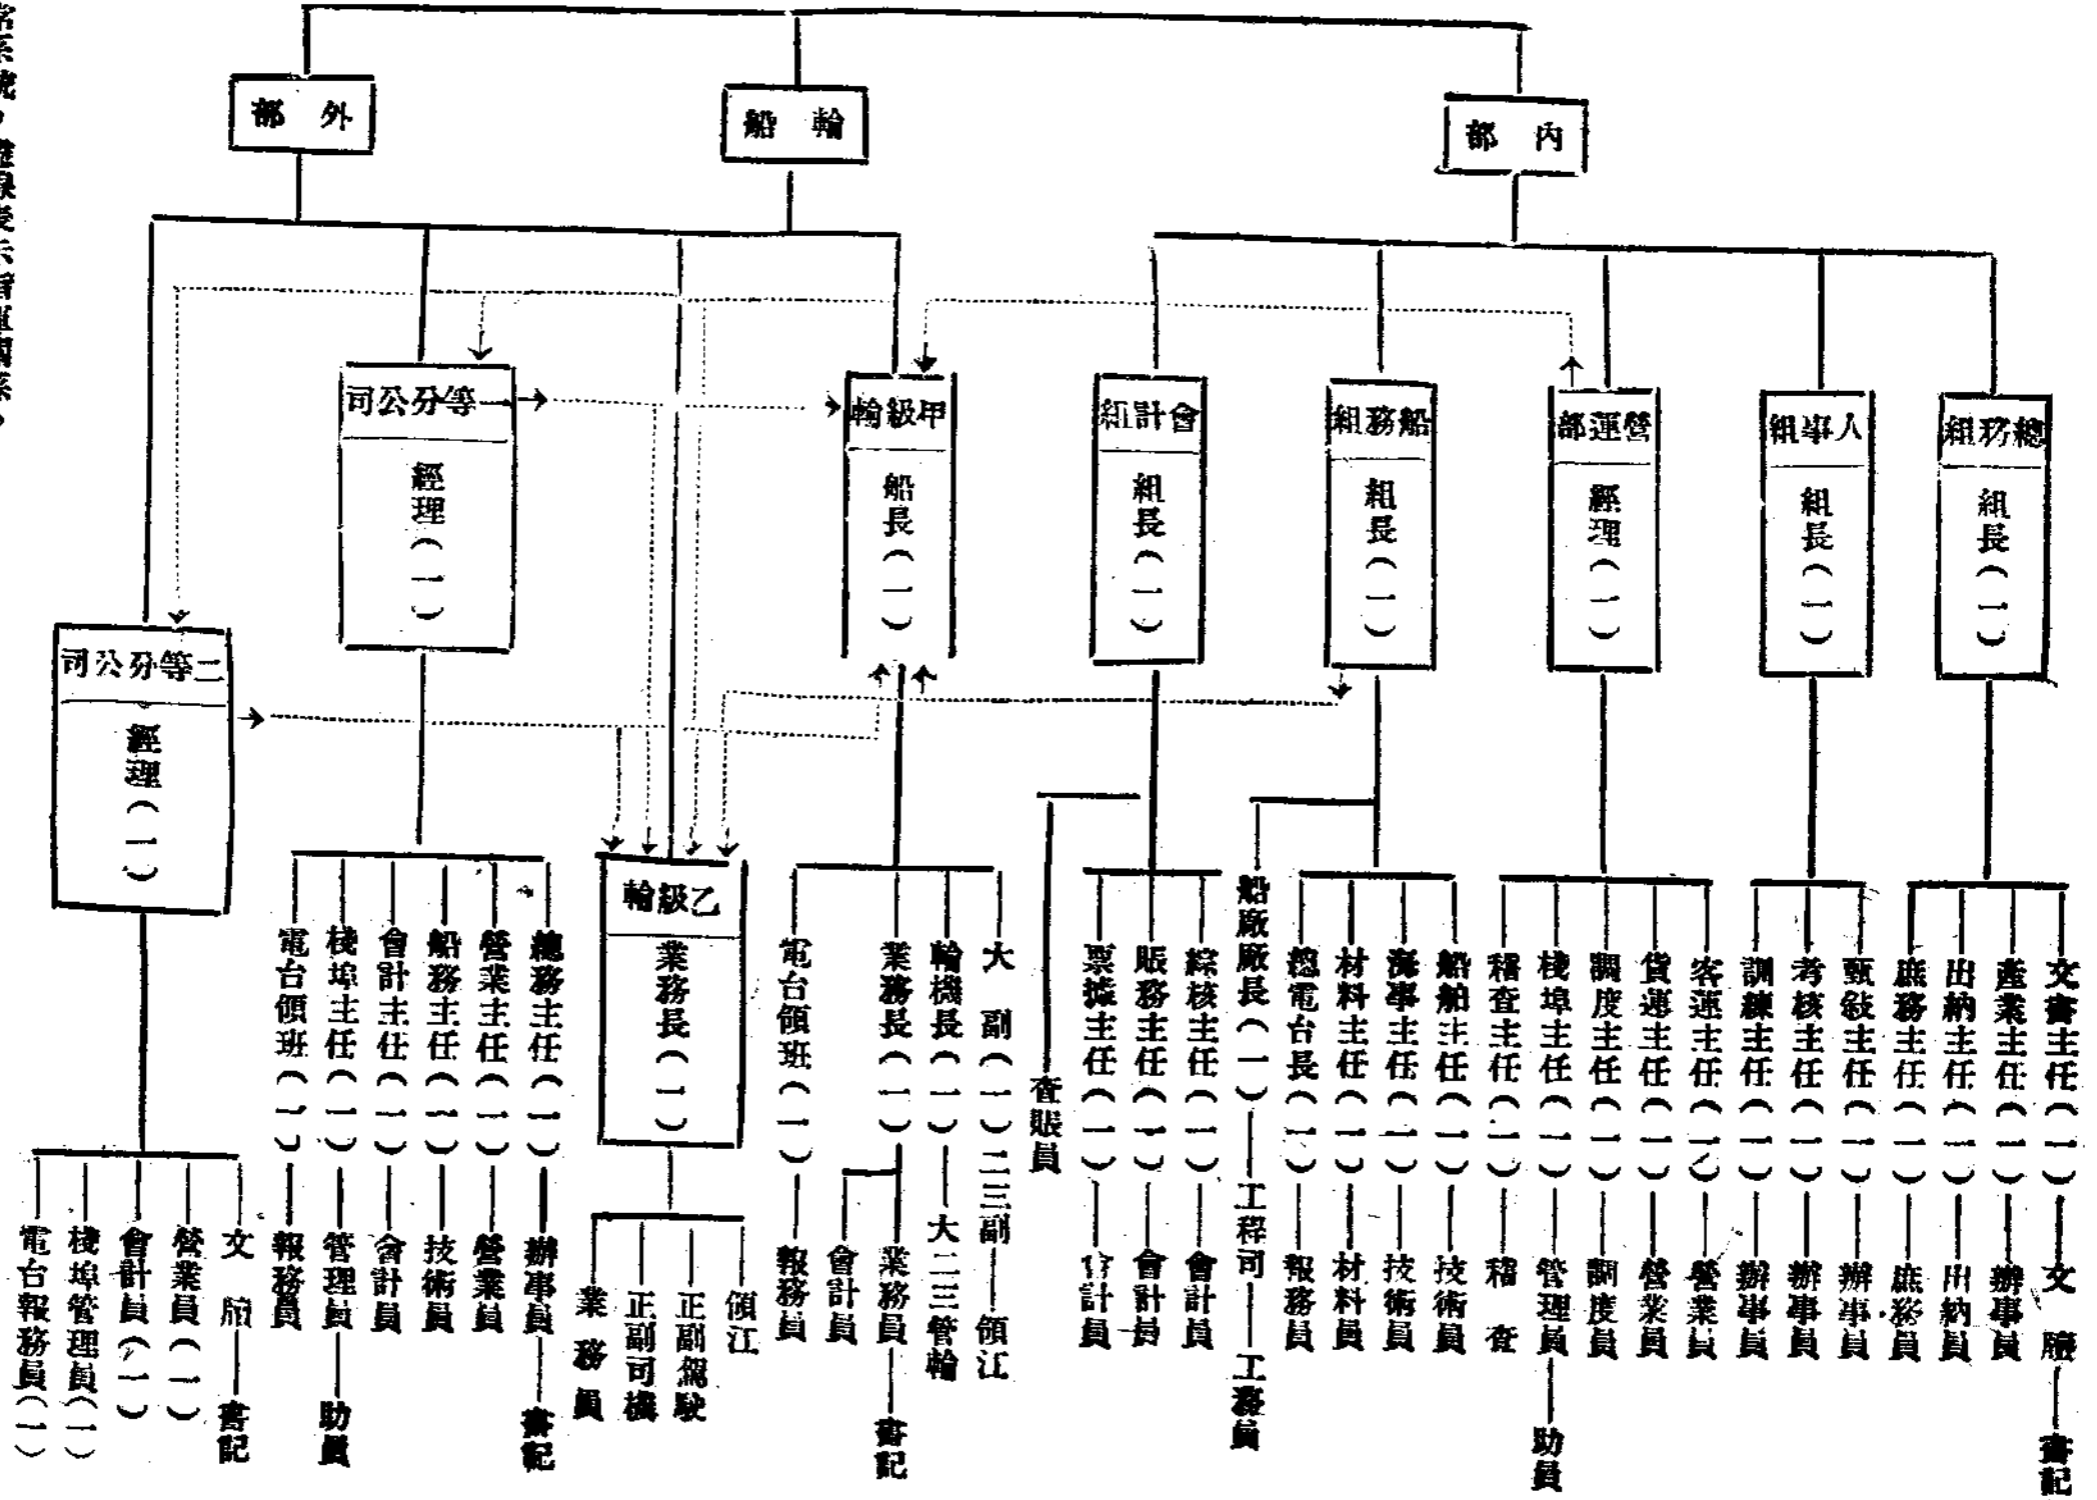 內部
輪船
外部
總務組
組長（一）
人事組
組長（一）
營運部
經理（一）
船務組
組長（一）
會計組
組長（一）
甲級輪
船長（一）
一等分公司
經理（一）
二等分公司
經理（一）
乙級輪
業務長（一）
文書主任（一）
文牘
書記
產業主任（一）
辦事員
出納主任（一）
出納員
庶務主任（一）
庶務員
甄敍主任（一）
辦事員
考核主任（一）
辦事員
訓練主任（一）
辦事員
客運主任（一）
營業員
貨運主任（一）
營業員
調度主任（一）
調度員
棧埠主任（一）
管理員
助員
稽查主任（一）
稽查
船舶主任（一）
技術員
海事主任（一）
技術員
材料主任（一）
材料員
總電台長（一）
報務員
船廠廠長（一）
工程司
工務員
綜核主任（一）
會計員
賬務主任（一）
會計員
票據主任（一）
會計員
查賬員
大副（一）
二三副
領江
輪機長（一）
大二三管輪
業務長（一）
業務員
書記
會計員
電台領班（一）
報務員
領江
正副駕駛
正副司機
業務員
總務主任（一）
辦事員
書記
營業主任（一）
營業員
船務主任（一）
技術員
會計主任（一）
會計員
棧埠主任（一）
管理員
助員
電台領班（一）
報務員
文牘
書記
營業員（一）
會計員（一）
棧埠管理員（一）
電台報務員（一）